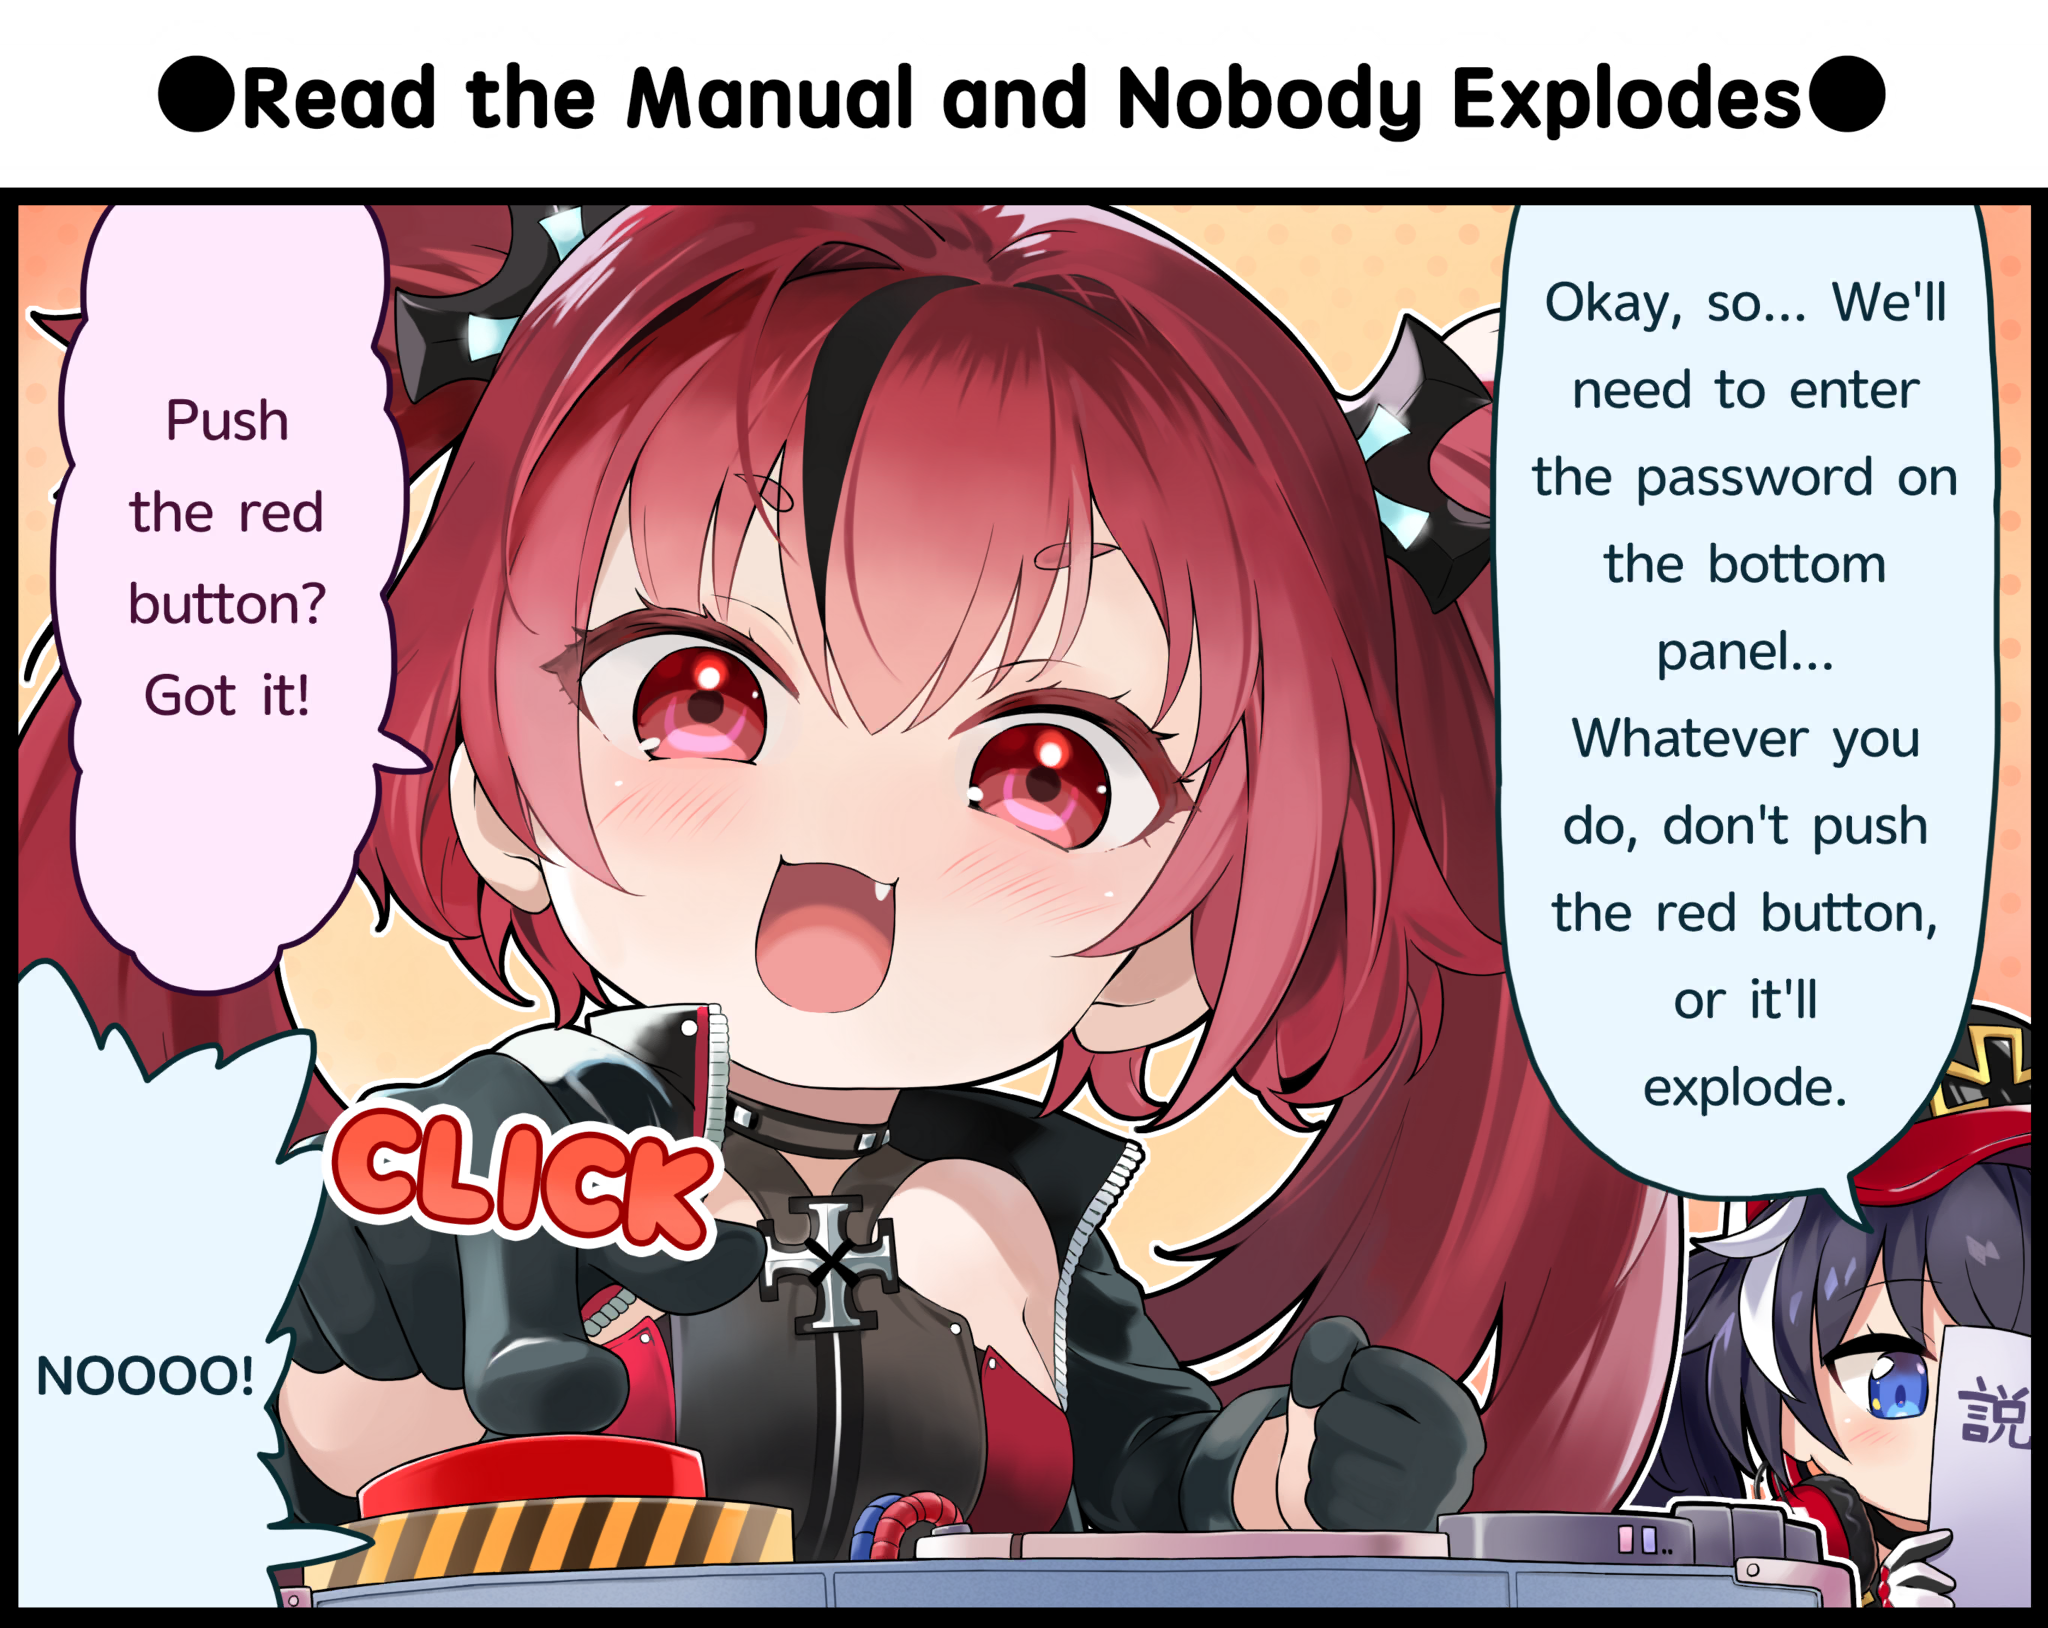 ●Read the Manual and Nobody Explodes●
Okay, so... We'll
need to enter
the password on
the bottom
panel...
Whatever you
do, don't push
the red button,
or it'll
explode.
Push
the red
button?
Got it!
CLICK
NOOOO!
説